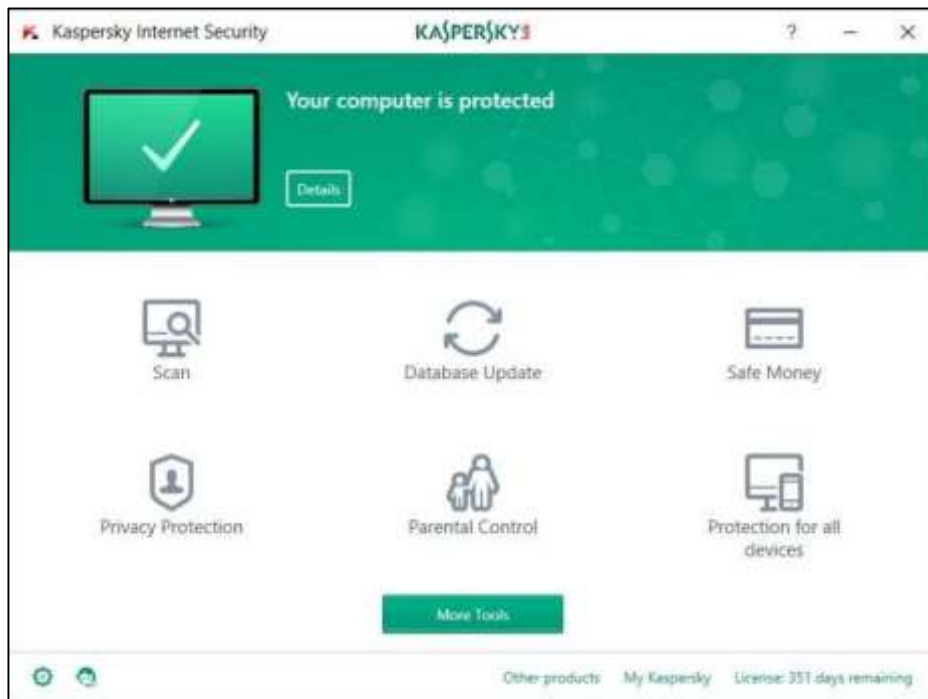 Kaspersky Internet Security
KASPERSKY
?
Your computer is protected
Details
Scan
Database Update
Safe Money
Privacy Protection
Parental Control
Protection for all
devices
More Tools
Other products My Kaspersky License: 351 days remaining